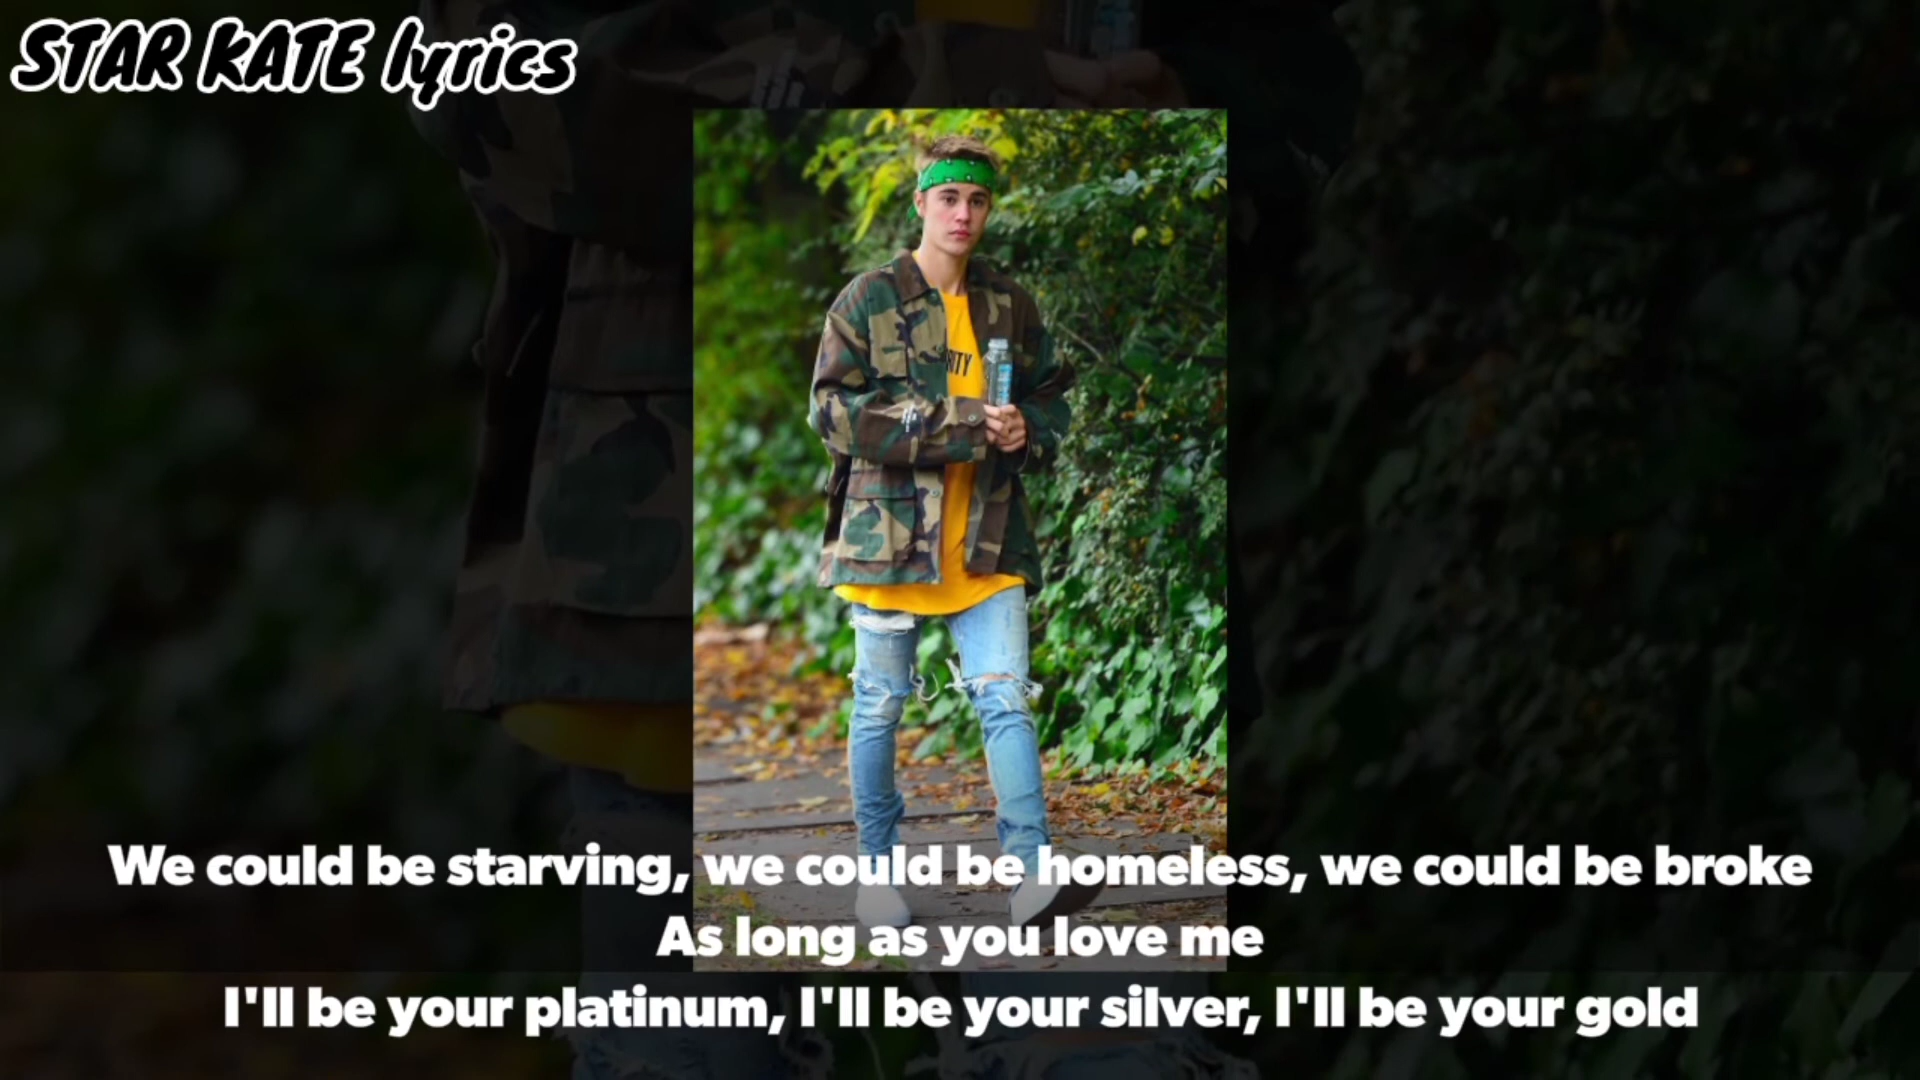 STAR KATE lyrics
RITY
We could be starving, we could be homeless, we could be broke
As long as you love me
I'll be your platinum, I'll be your silver, I'll be your gold